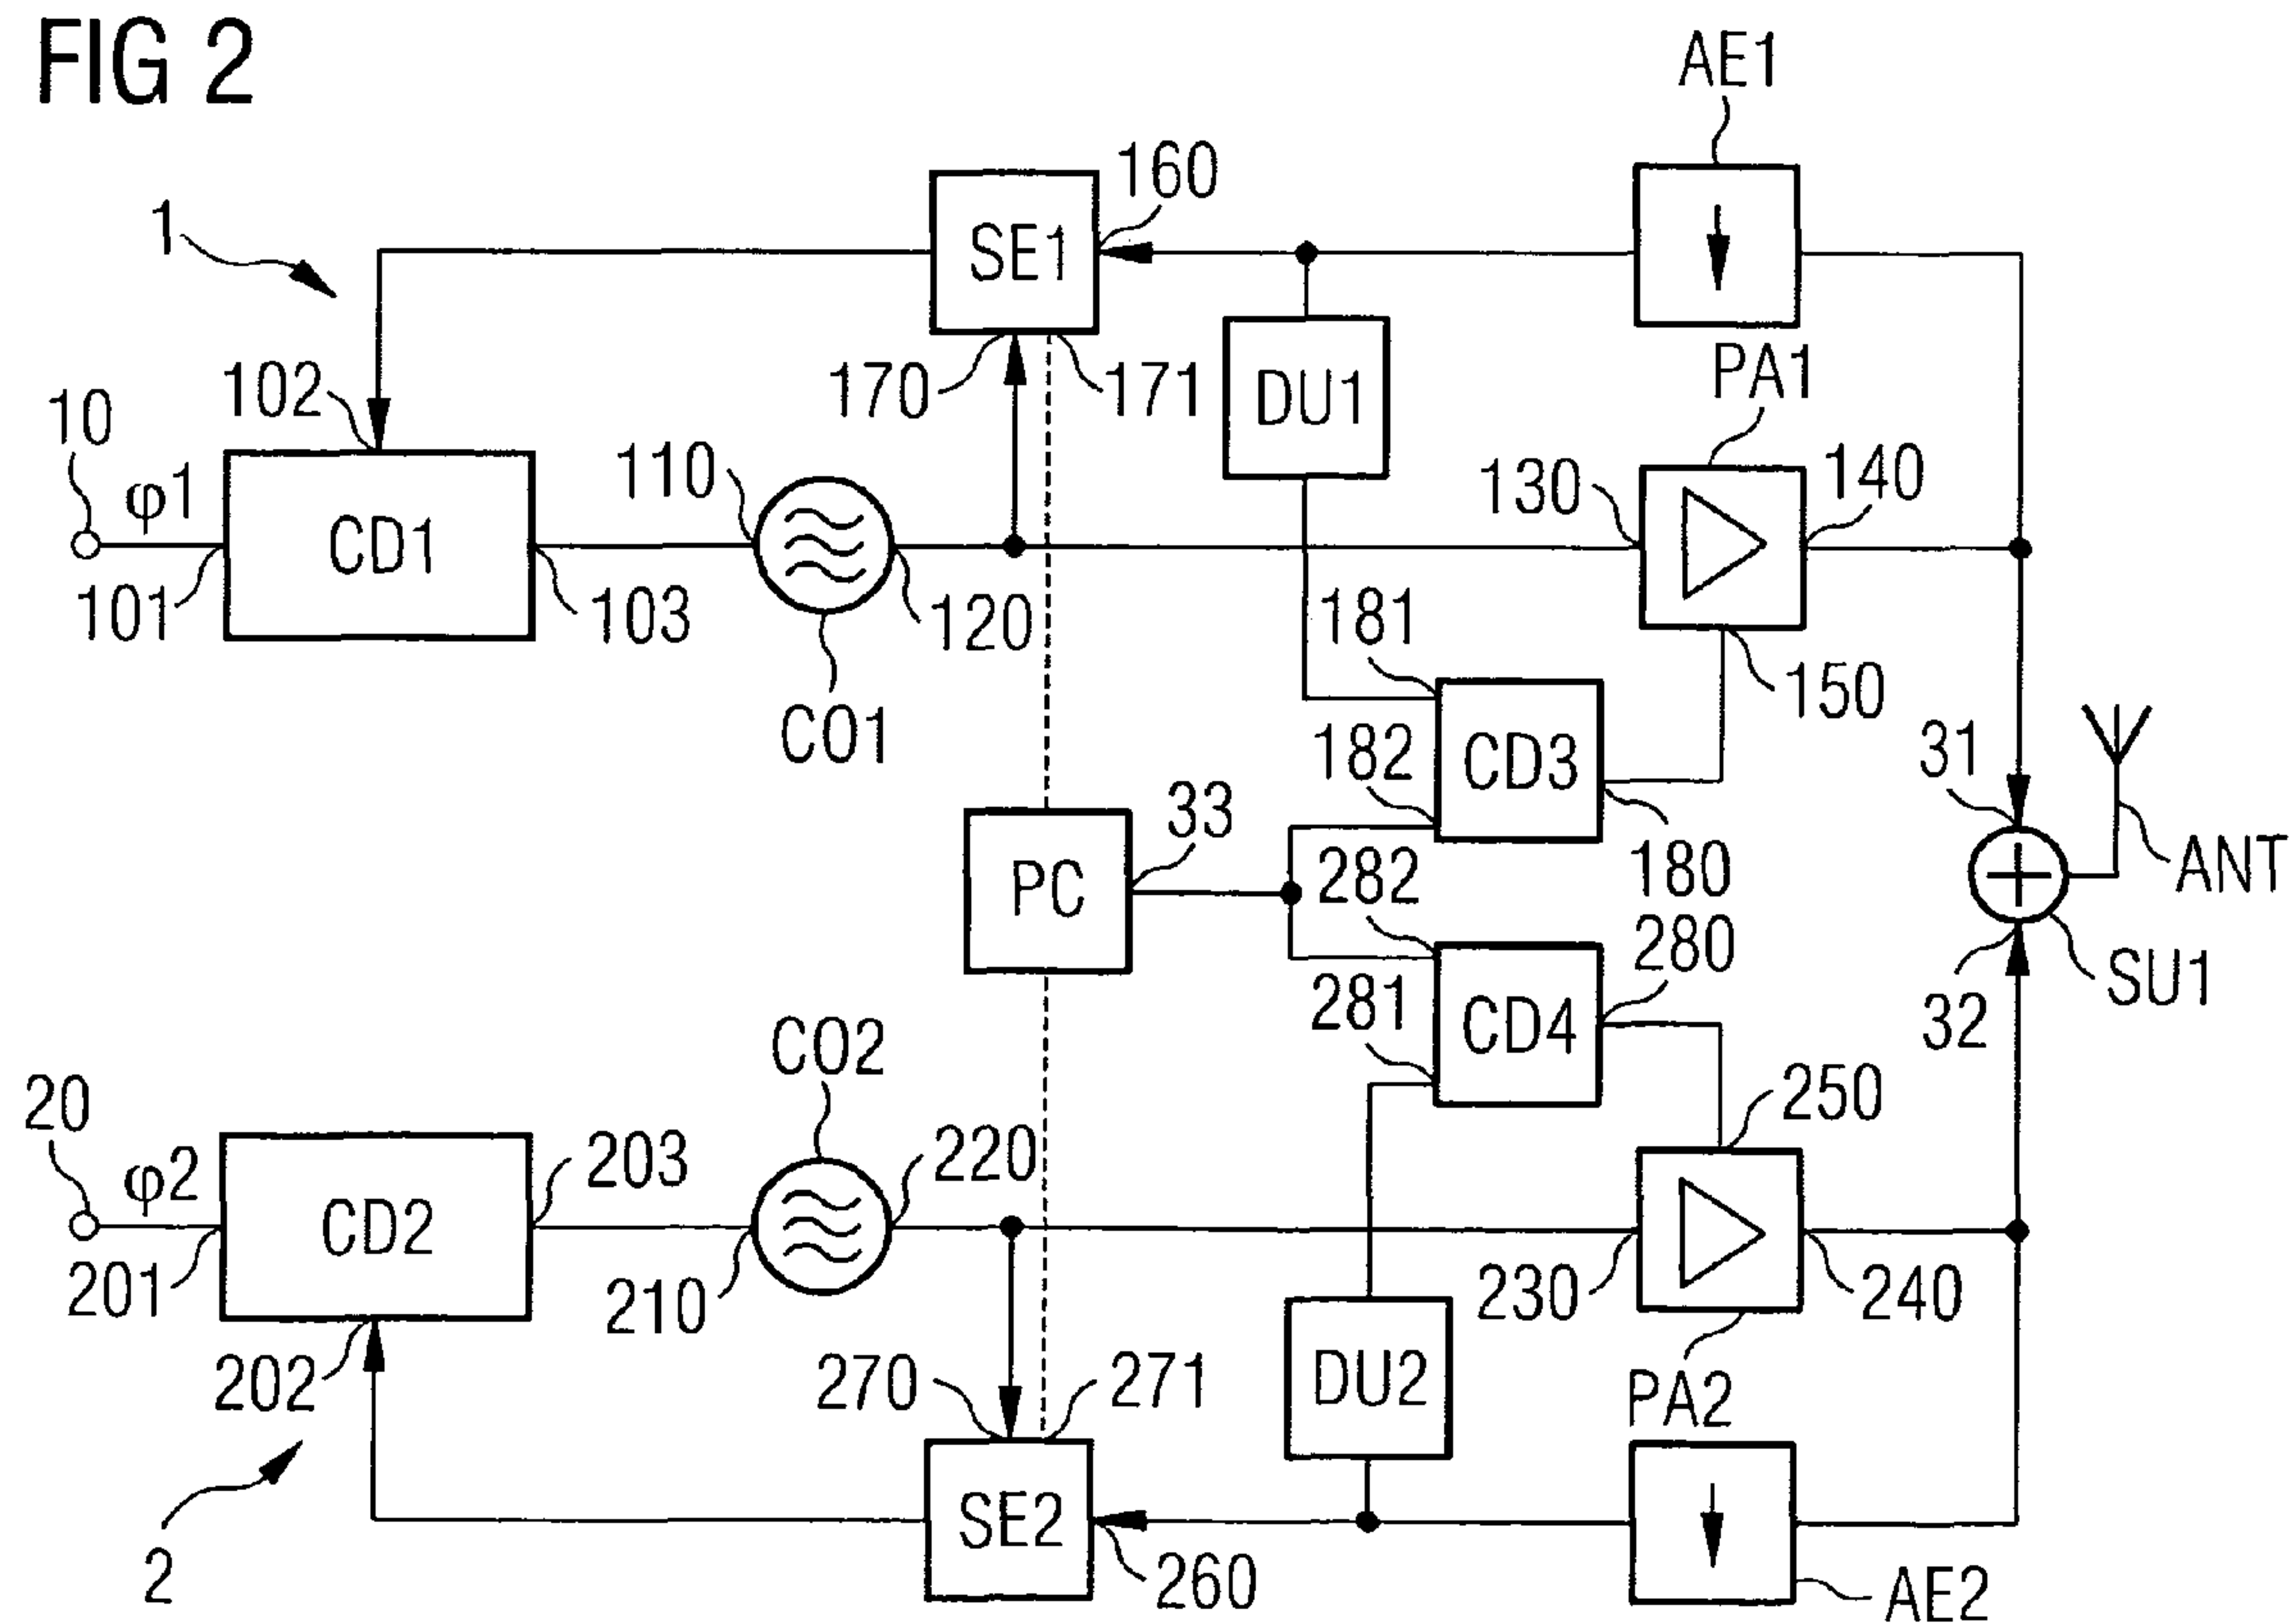 FIG 2
AE1
160
1
SE1
170
171
DU1
PA1
102
10
φ1
110
130
140
CD1
101
103
120
181
150
CO1
182
CD3
31
33
PC
282
180
ANT
280
281
CD4
SU1
32
CO2
250
20
φ2
203
220
CD2
201
210
230
240
202
270
271
DU2
PA2
SE2
2
260
AE2